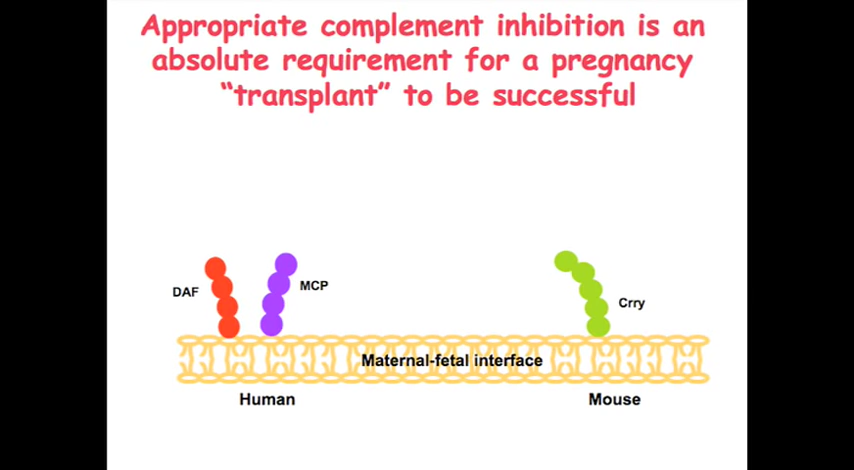 Appropriate complement inhibition is an
absolute requirement for a pregnancy
“transplant” to be successful
DAF
MCP
Crry
Maternal-fetal interface
Human
Mouse